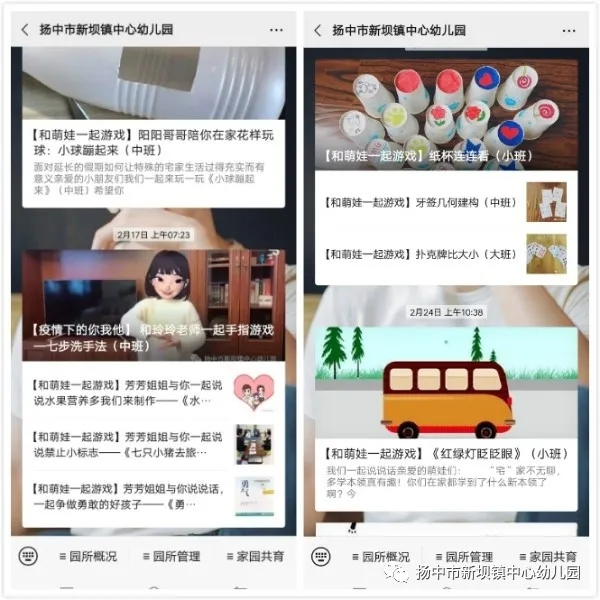 扬中市新坝镇中心幼儿园
【和萌娃一起游戏】阳阳哥哥陪你在家花样玩
球：小球蹦起来（中班）
面对延长的假期如何让特殊的宅家生活过得充实而有
意义亲爱的小朋友们我们一起来玩一玩《小球蹦起
来》（中班）希望你
2月17日 上午07:23
【疫情下的你我他】 和玲玲老师一起手指游戏
—七步洗手法（中班）
扬中市新坝镇中心幼儿园
【和萌娃一起游戏】芳芳姐姐与你一起说
说水果营养多我们来制作——《水…
【和萌娃一起游戏】芳芳姐姐与你一起说
说禁止小标志——《七只小猪去旅…
【和萌娃一起游戏】芳芳姐姐与你说说话，
一起争做勇敢的好孩子——《勇…
勇气
园所概况
园所管理
家园共育
扬中市新坝镇中心幼儿园
【和萌娃一起游戏】纸杯连连看（小班）
【和萌娃一起游戏】牙签几何建构（中班）
【和萌娃一起游戏】扑克牌比大小（大班）
2月24日 上午10:38
【和萌娃一起游戏】《红绿灯眨眨眼》（小班）
我们一起说说话亲爱的萌娃们： “宅”家不无聊，
多学本领真有趣！你们在家都学到了什么新本领了
啊？今
园所概况
园所管理
家园共育
扬中市新坝镇中心幼儿园